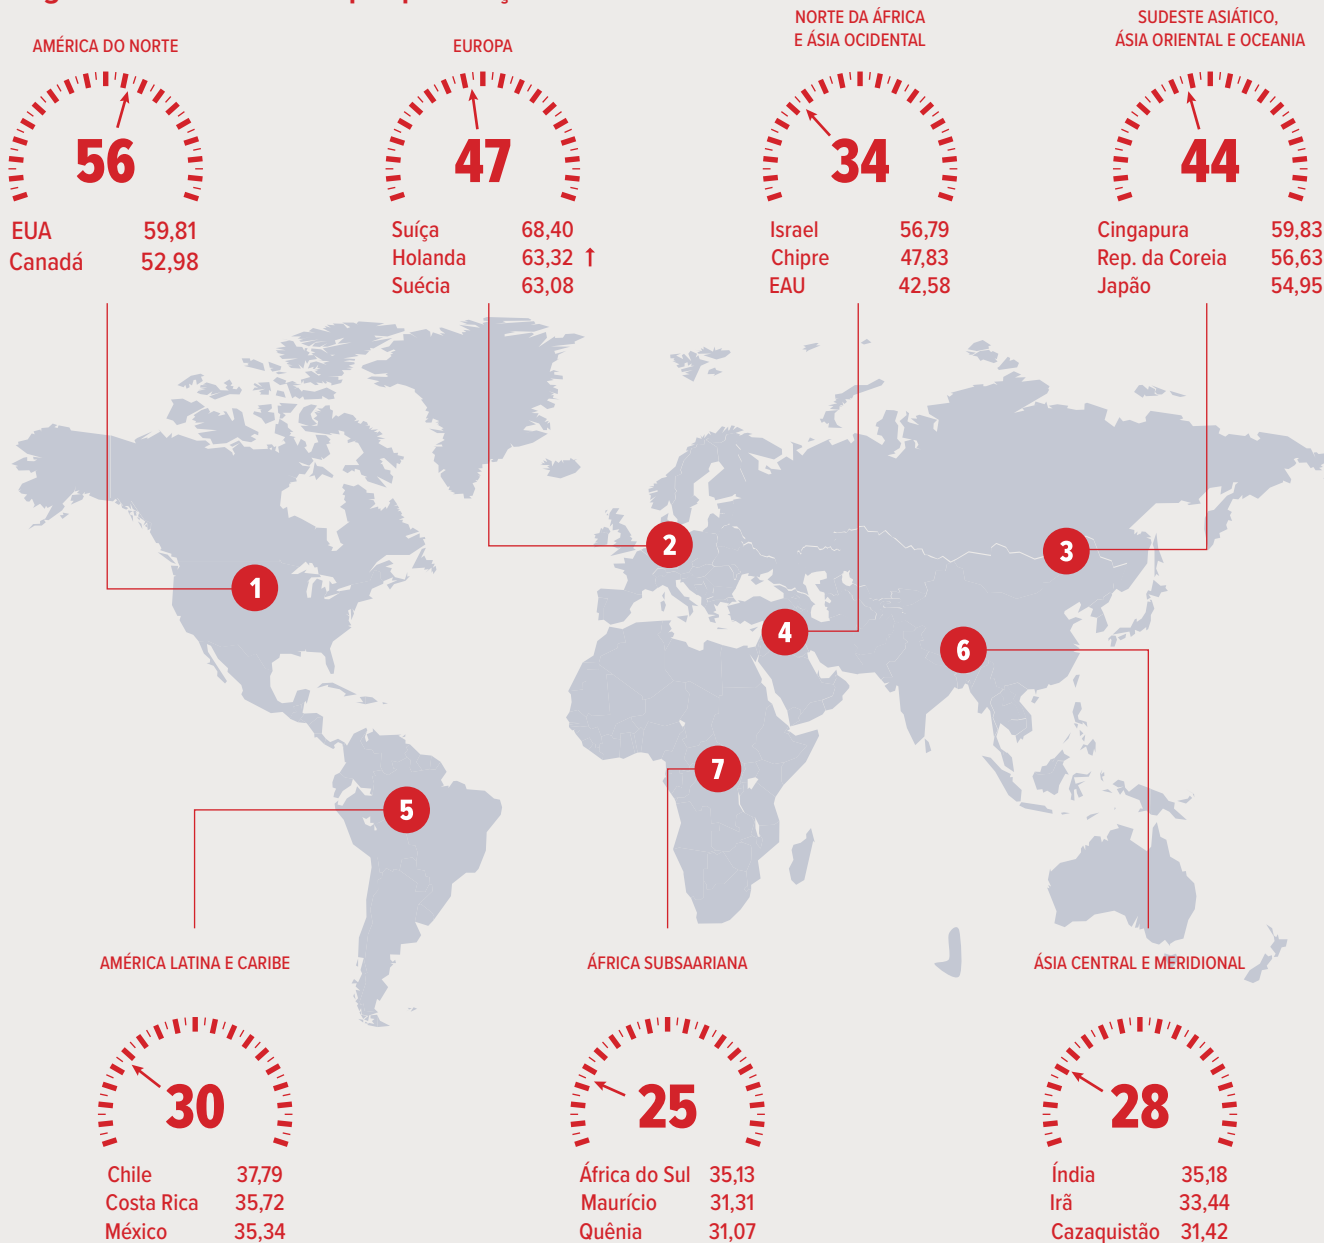 AMÉRICA DO NORTE
56
EUA 59,81
Canadá 52,98
EUROPA
47
Suíça 68,40
Holanda 63,32 ↑
Suécia 63,08
NORTE DA ÁFRICA
E ÁSIA OCIDENTAL
34
Israel 56,79
Chipre 47,83
EAU 42,58
SUDESTE ASIÁTICO,
ÁSIA ORIENTAL E OCEANIA
44
Cingapura 59,83
Rep. da Coreia 56,63
Japão 54,95
1
2
3
4
5
6
7
AMÉRICA LATINA E CARIBE
30
Chile 37,79
Costa Rica 35,72
México 35,34
ÁFRICA SUBSAARIANA
25
África do Sul 35,13
Maurício 31,31
Quênia 31,07
ÁSIA CENTRAL E MERIDIONAL
28
Índia 35,18
Irã 33,44
Cazaquistão 31,42